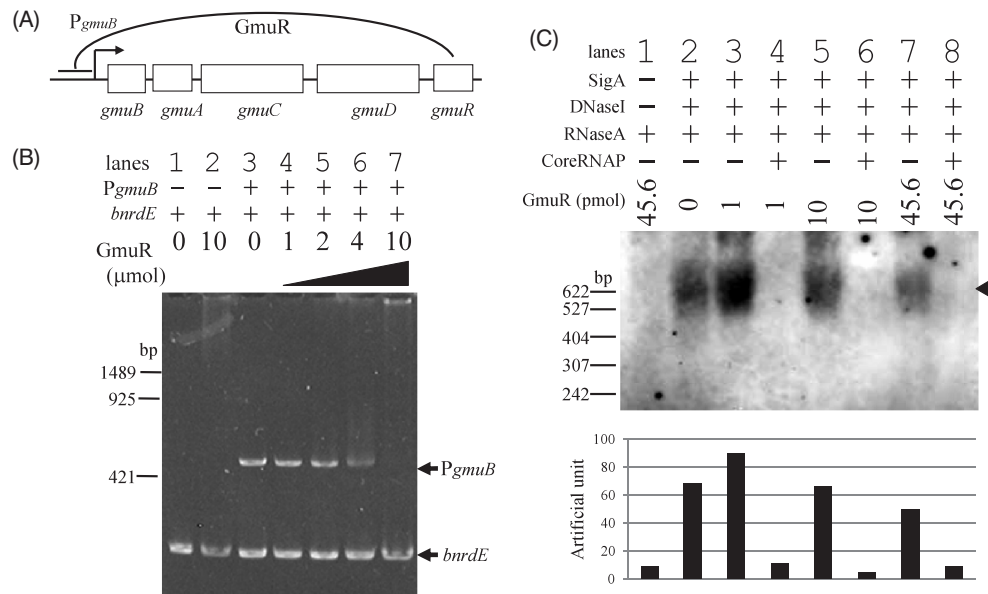 (A)
PgmuB
GmuR
gmuB gmuA gmuC gmuD gmuR
(B)
lanes 1 2 3 4 5 6 7
PgmuB – – + + + + +
bnrdE + + + + + + +
GmuR 0 10 0 1 2 4 10
(μmol)
bp
1489
925
421
PgmuB
bnrdE
(C)
lanes 1 2 3 4 5 6 7 8
SigA – + + + + + + +
DNaseI – + + + + + + +
RNaseA + + + + + + + +
CoreRNAP – – – + – + – +
GmuR (pmol) 45.6 0 1 1 10 10 45.6 45.6
bp
622
527
404
307
242
Artificial unit
100
80
60
40
20
0